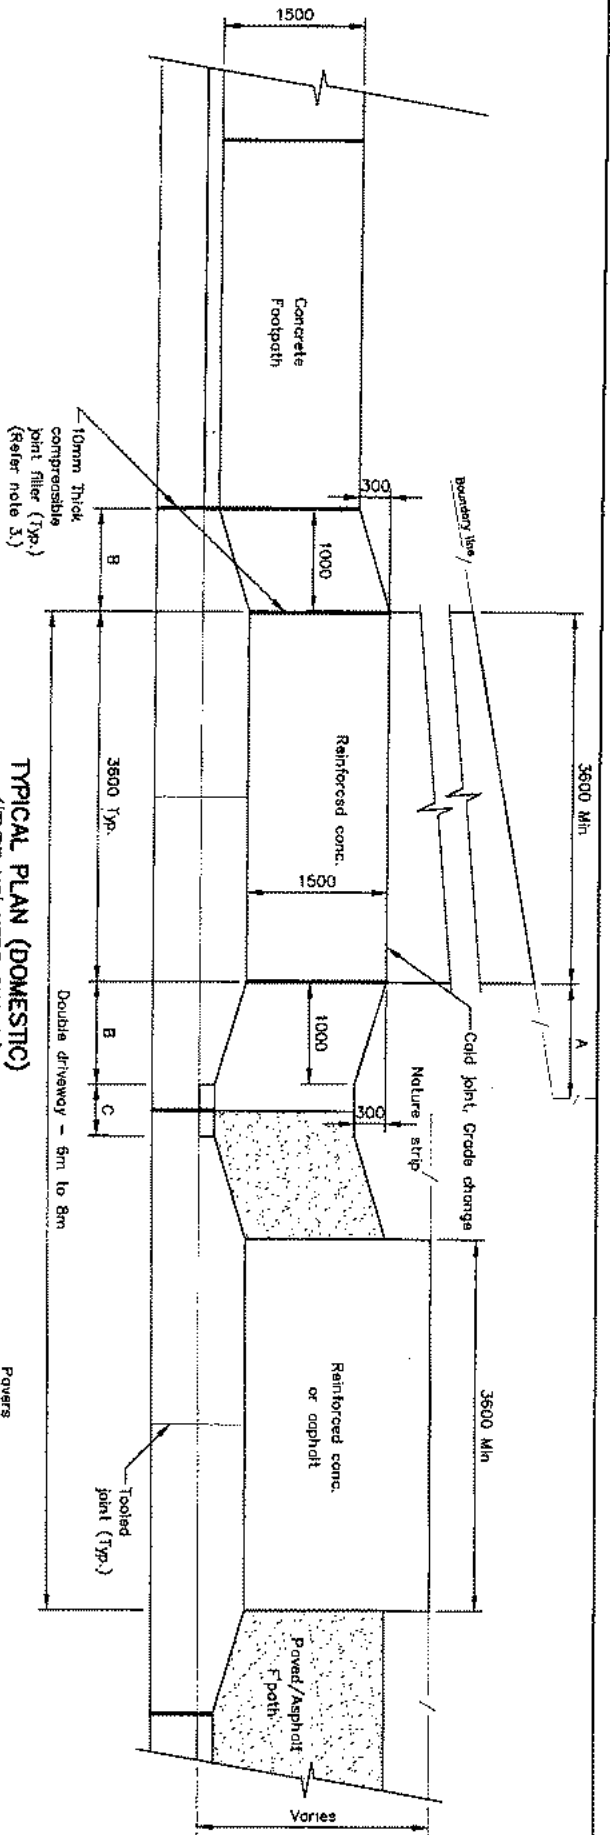 1500
Concrete
Footpath
10mm Thick
compressible
joint filler (Typ.)
(Refer note 3.)
300
1000
B
Boundary line
3600 Min
A
Reinforced conc.
1500
3600 Typ.
Cold joint, Grade change
B
1000
C
300
Nature strip
Double driveway - 6m to 8m
TYPICAL PLAN (DOMESTIC)
3600 Min
Reinforced conc.
or asphalt
Tooled
joint (Typ.)
Pavers
Paved/Asphalt
F'path
Varies